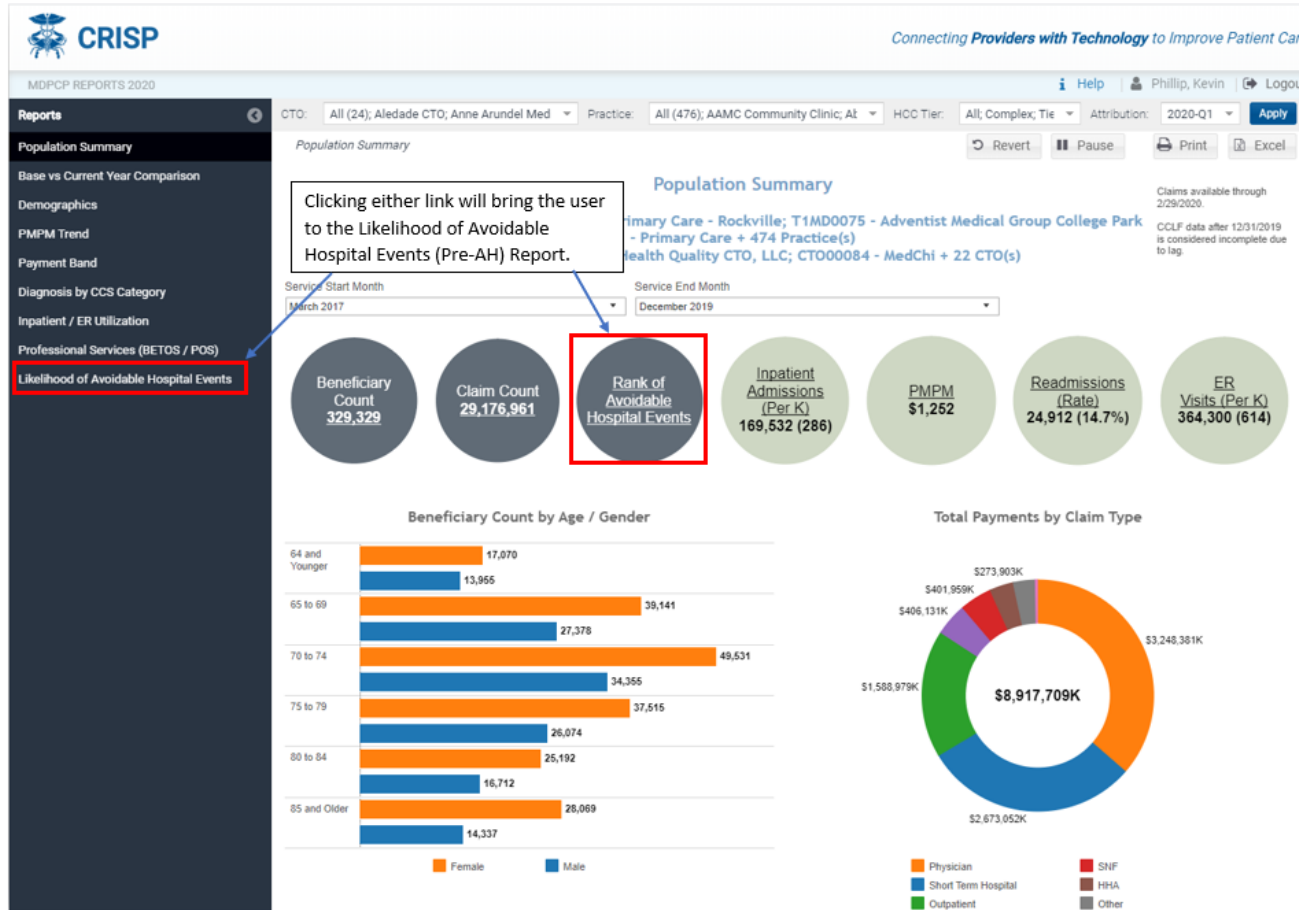 CRISP
Connecting Providers with Technology to Improve Patient Car
MDPCP REPORTS 2020
Help
Phillip, Kevin
Logou
Reports
CTO:
All (24); Aledade CTO; Anne Arundel Med
Practice:
All (476); AAMC Community Clinic; Ak
HCC Tier:
All; Complex; Tie
Attribution:
2020-Q1
Apply
Population Summary
Base vs Current Year Comparison
Demographics
PMPM Trend
Payment Band
Diagnosis by CCS Category
Inpatient / ER Utilization
Professional Services (BETOS / POS)
Likelihood of Avoidable Hospital Events
Population Summary
Revert
Pause
Print
Excel
Clicking either link will bring the user
to the Likelihood of Avoidable
Hospital Events (Pre-AH) Report.
Population Summary
rimary Care - Rockville; T1MD0075 - Adventist Medical Group College Park
- Primary Care + 474 Practice(s)
ealth Quality CTO, LLC; CTO00084 - MedChi + 22 CTO(s)
Claims available through
2/29/2020.
CCLF data after 12/31/2019
is considered incomplete due
to lag.
Service Start Month
March 2017
Service End Month
December 2019
Beneficiary
Count
329,329
Claim Count
29,176,961
Rank of
Avoidable
Hospital Events
Inpatient
Admissions
(Per K)
169,532 (286)
PMPM
$1,252
Readmissions
(Rate)
24,912 (14.7%)
ER
Visits (Per K)
364,300 (614)
Beneficiary Count by Age / Gender
64 and
Younger
17,070
13,955
65 to 69
39,141
27,378
70 to 74
49,531
34,355
75 to 79
37,515
26,074
80 to 84
25,192
16,712
85 and Older
28,069
14,337
Female
Male
Total Payments by Claim Type
$273,903K
$401,959K
$406,131K
$3,248,381K
$1,588,979K
$8,917,709K
$2,673,052K
Physician
SNF
Short Term Hospital
HHA
Outpatient
Other